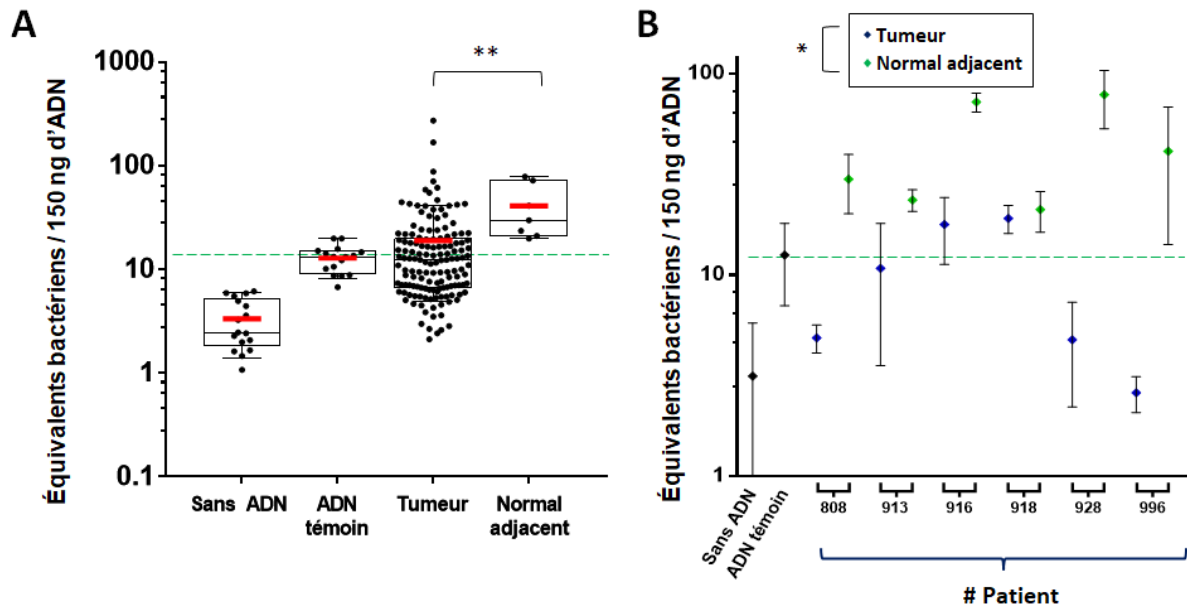 A
Équivalents bactériens / 150 ng d'ADN
1000
100
10
1
0.1
**
Sans ADN
ADN
témoin
Tumeur
Normal
adjacent
B
Équivalents bactériens / 150 ng d'ADN
100
10
1
*
Tumeur
Normal adjacent
Sans ADN
ADN témoin
808
913
916
918
928
996
# Patient